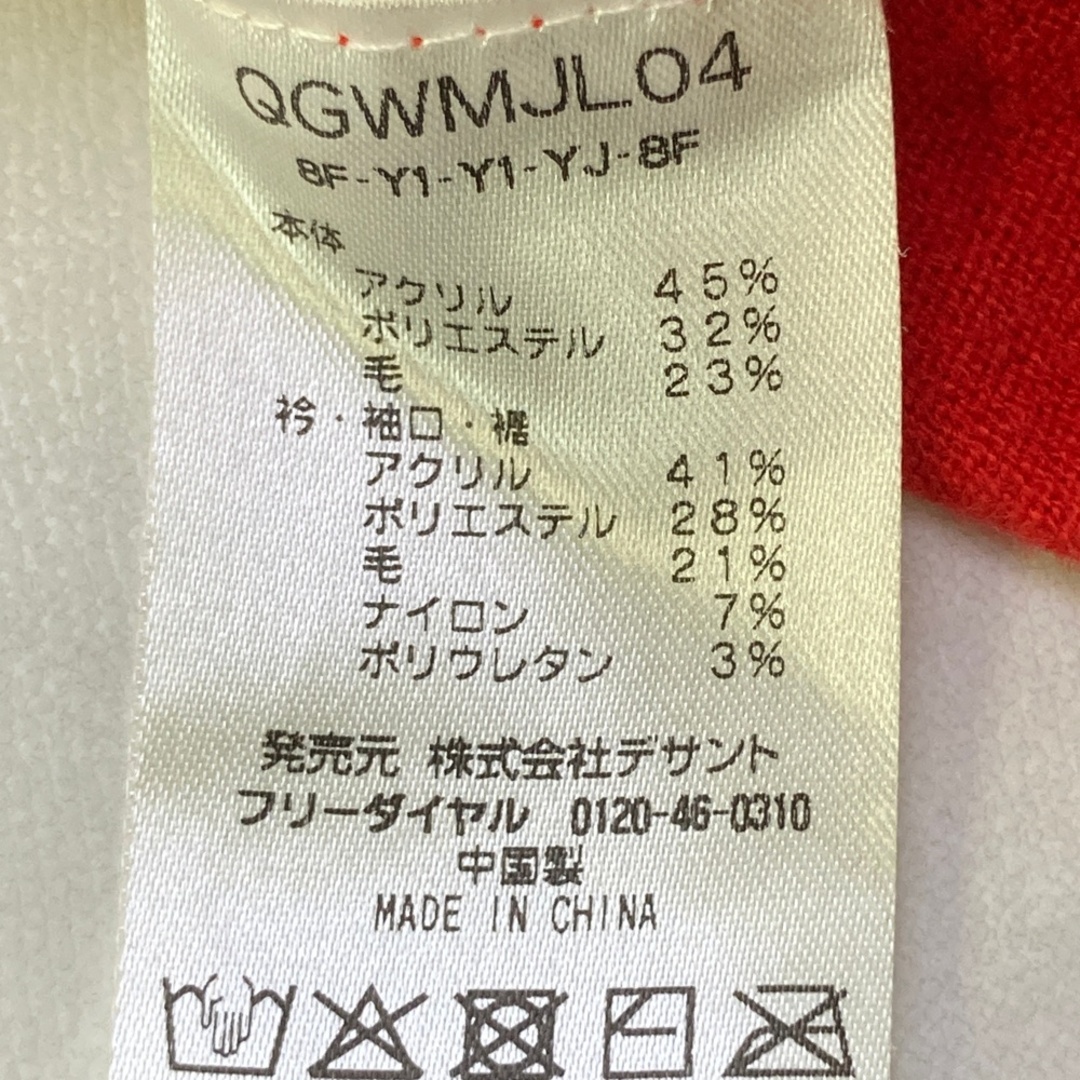 QGWMJL04
8F-Y1-Y1-YJ-8F
本体
アクリル 45%
ポリエステル 32%
毛 23%
衿・袖口・裾
アクリル 41%
ポリエステル 28%
毛 21%
ナイロン 7%
ポリウレタン 3%
発売元 株式会社デサント
フリーダイヤル 0120-46-0310
中国製
MADE IN CHINA